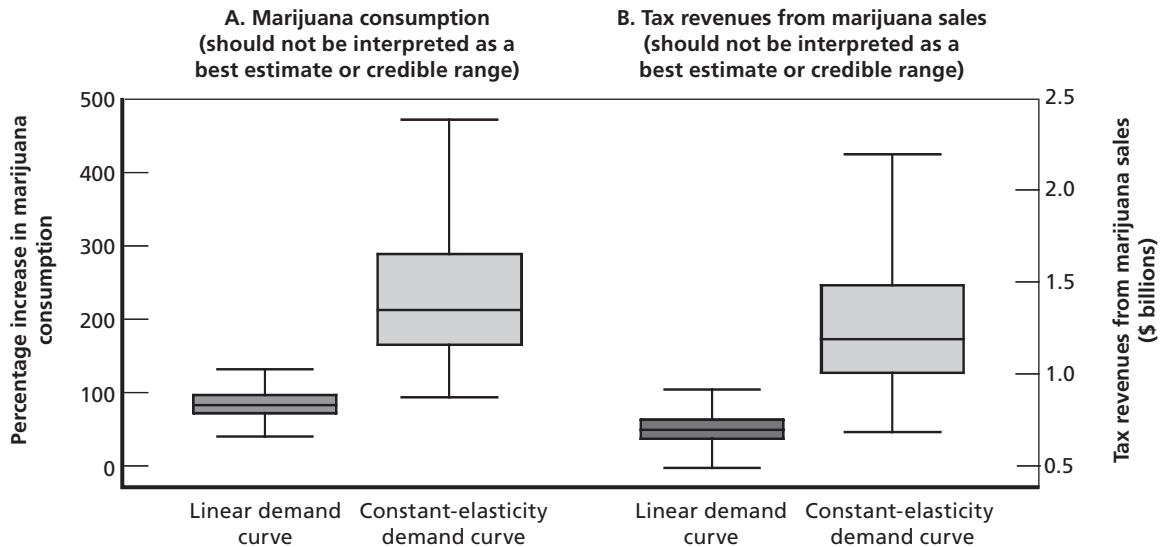 A. Marijuana consumption
(should not be interpreted as a
best estimate or credible range)
B. Tax revenues from marijuana sales
(should not be interpreted as a
best estimate or credible range)
Percentage increase in marijuana
consumption
500
400
300
200
100
0
2.5
2.0
1.5
1.0
0.5
Tax revenues from marijuana sales
($ billions)
Linear demand
curve
Constant-elasticity
demand curve
Linear demand
curve
Constant-elasticity
demand curve